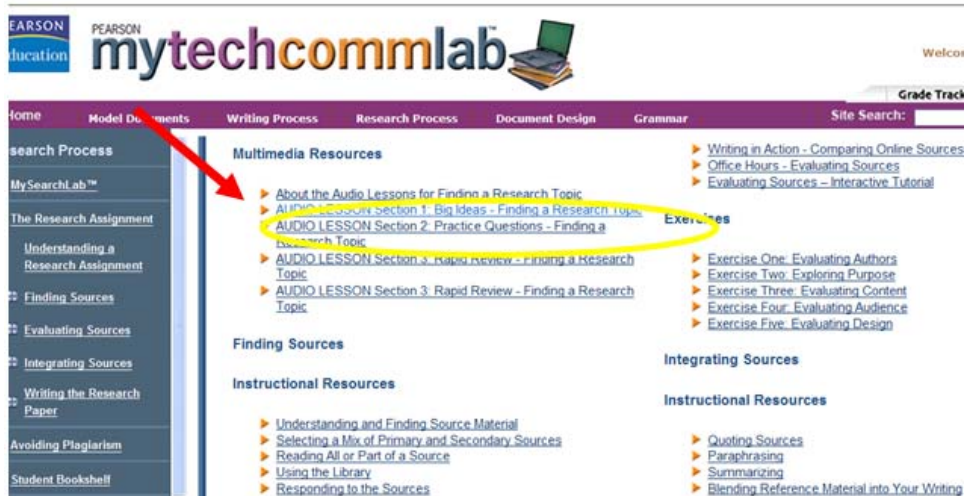 EARSON
ducation
PEARSON
mytechcommlab
Welcor
Grade Track
Home
Model Documents
Writing Process
Research Process
Document Design
Grammar
Site Search:
search Process
MySearchLab™
The Research Assignment
Understanding a
Research Assignment
Finding Sources
Evaluating Sources
Integrating Sources
Writing the Research
Paper
Avoiding Plagiarism
Student Bookshelf
Multimedia Resources
About the Audio Lessons for Finding a Research Topic
AUDIO LESSON Section 1: Big Ideas - Finding a Research Topic
AUDIO LESSON Section 2: Practice Questions - Finding a
Research Topic
AUDIO LESSON Section 3: Rapid Review - Finding a Research
Topic
AUDIO LESSON Section 3: Rapid Review - Finding a Research
Topic
Finding Sources
Instructional Resources
Understanding and Finding Source Material
Selecting a Mix of Primary and Secondary Sources
Reading All or Part of a Source
Using the Library
Responding to the Sources
Writing in Action - Comparing Online Sources
Office Hours - Evaluating Sources
Evaluating Sources – Interactive Tutorial
Exercises
Exercise One: Evaluating Authors
Exercise Two: Exploring Purpose
Exercise Three: Evaluating Content
Exercise Four: Evaluating Audience
Exercise Five: Evaluating Design
Integrating Sources
Instructional Resources
Quoting Sources
Paraphrasing
Summarizing
Blending Reference Material into Your Writing